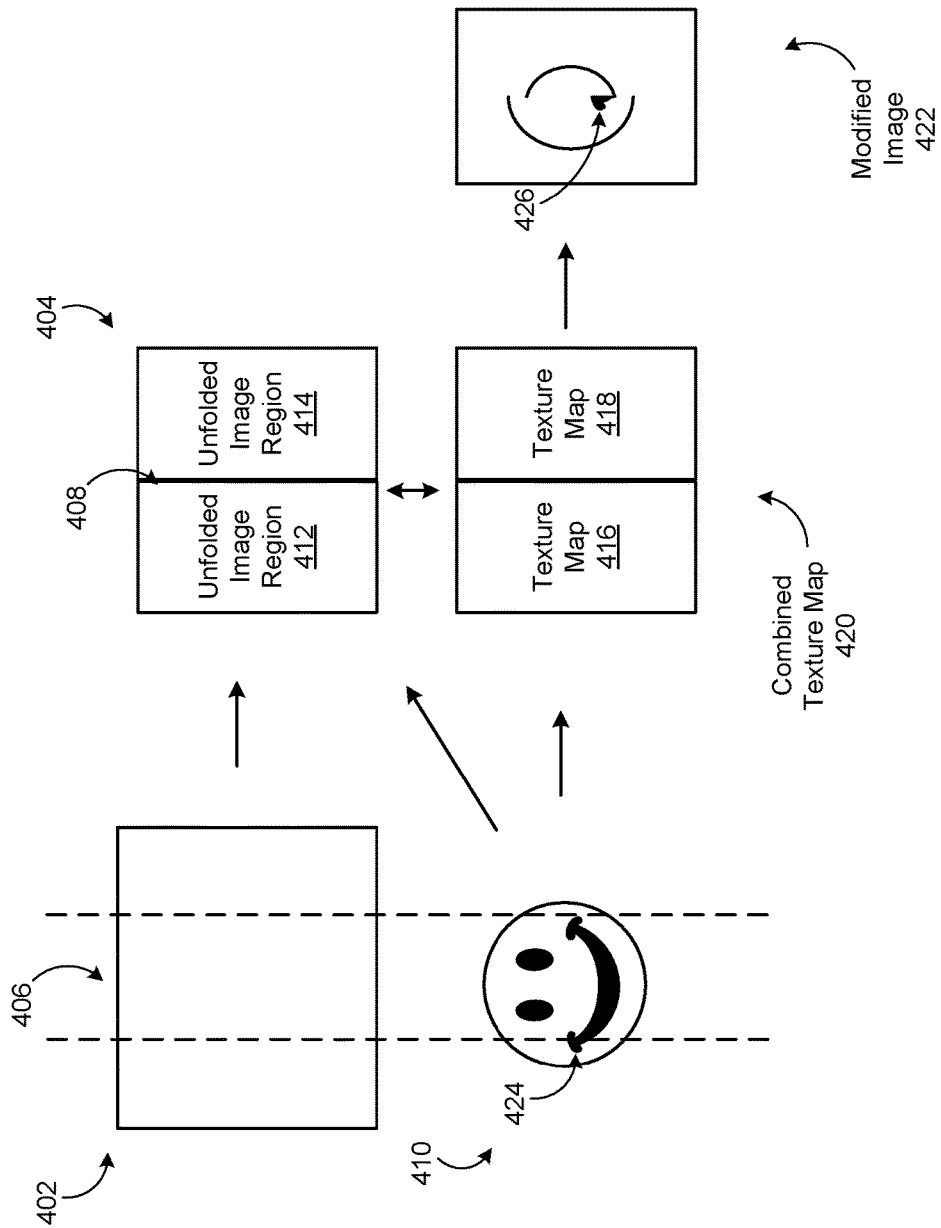 402
406
408
404
Unfolded
Image
Region
412
Unfolded
Image
Region
414
410
424
Texture
Map
416
Texture
Map
418
426
Combined
Texture Map
420
Modified
Image
422